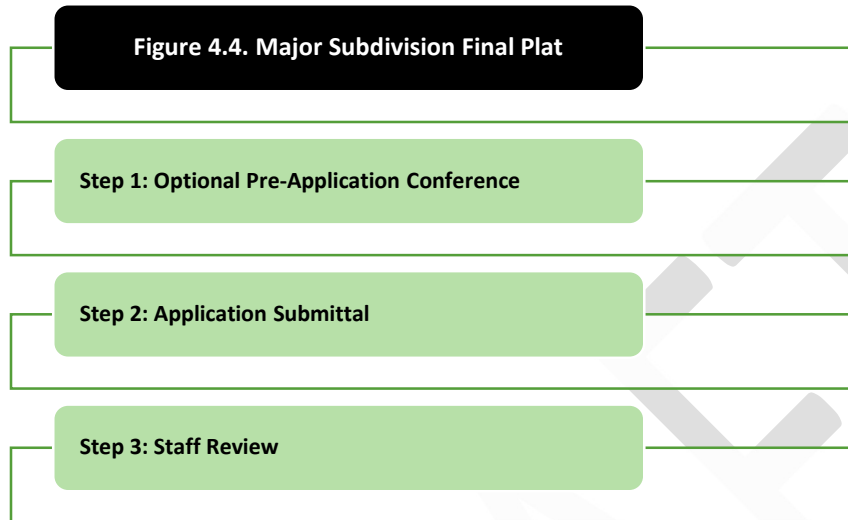 Figure 4.4. Major Subdivision Final Plat
Step 1: Optional Pre-Application Conference
Step 2: Application Submittal
Step 3: Staff Review